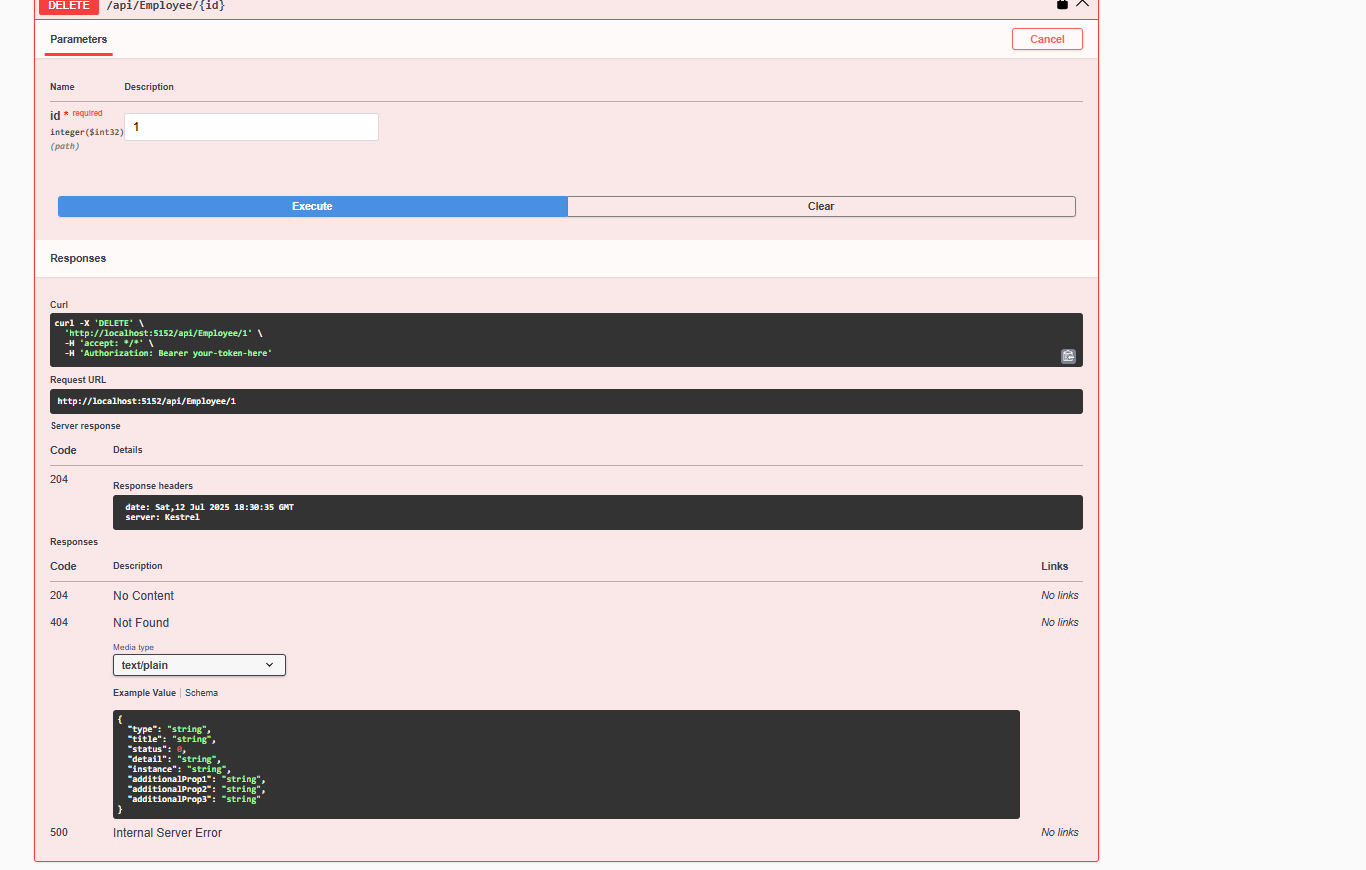 DELETE /api/Employee/{id}
Parameters Cancel
Name Description
id * required
integer($int32) 1
(path)
Execute Clear
Responses
Curl
curl -X 'DELETE' \
'http://localhost:5152/api/Employee/1' \
-H 'accept: */*' \
-H 'Authorization: Bearer your-token-here'
Request URL
http://localhost:5152/api/Employee/1
Server response
Code Details
204
Response headers
date: Sat,12 Jul 2025 18:30:35 GMT
server: Kestrel
Responses
Code Description Links
204 No Content No links
404 Not Found No links
Media type
text/plain
Example Value | Schema
{
"type": "string",
"title": "string",
"status": 0,
"detail": "string",
"instance": "string",
"additionalProp1": "string",
"additionalProp2": "string",
"additionalProp3": "string"
}
500 Internal Server Error No links